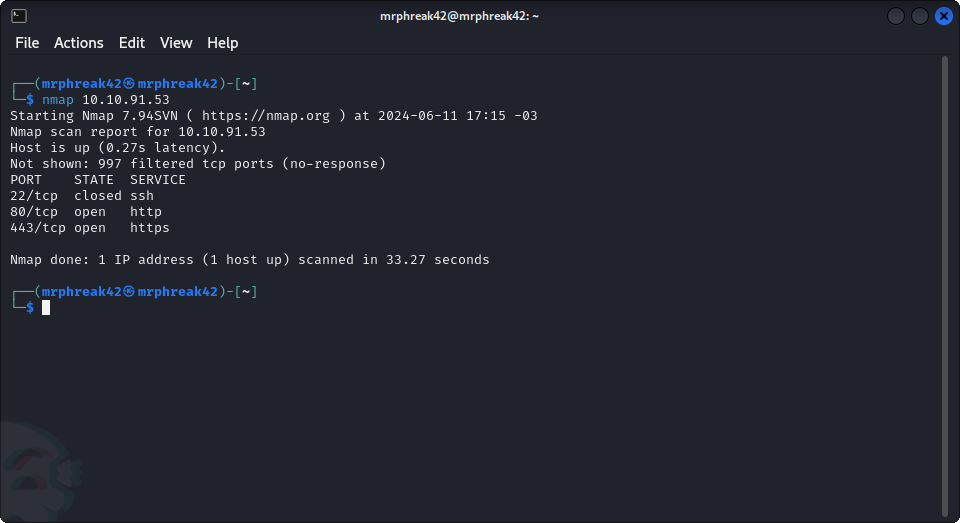 mrphreak42@mrphreak42: ~
File Actions Edit View Help
┌──(mrphreak42㉿mrphreak42)-[~]
└─$ nmap 10.10.91.53
Starting Nmap 7.94SVN ( https://nmap.org ) at 2024-06-11 17:15 -03
Nmap scan report for 10.10.91.53
Host is up (0.27s latency).
Not shown: 997 filtered tcp ports (no-response)
PORT    STATE  SERVICE
22/tcp  closed ssh
80/tcp  open   http
443/tcp open   https
Nmap done: 1 IP address (1 host up) scanned in 33.27 seconds
┌──(mrphreak42㉿mrphreak42)-[~]
└─$